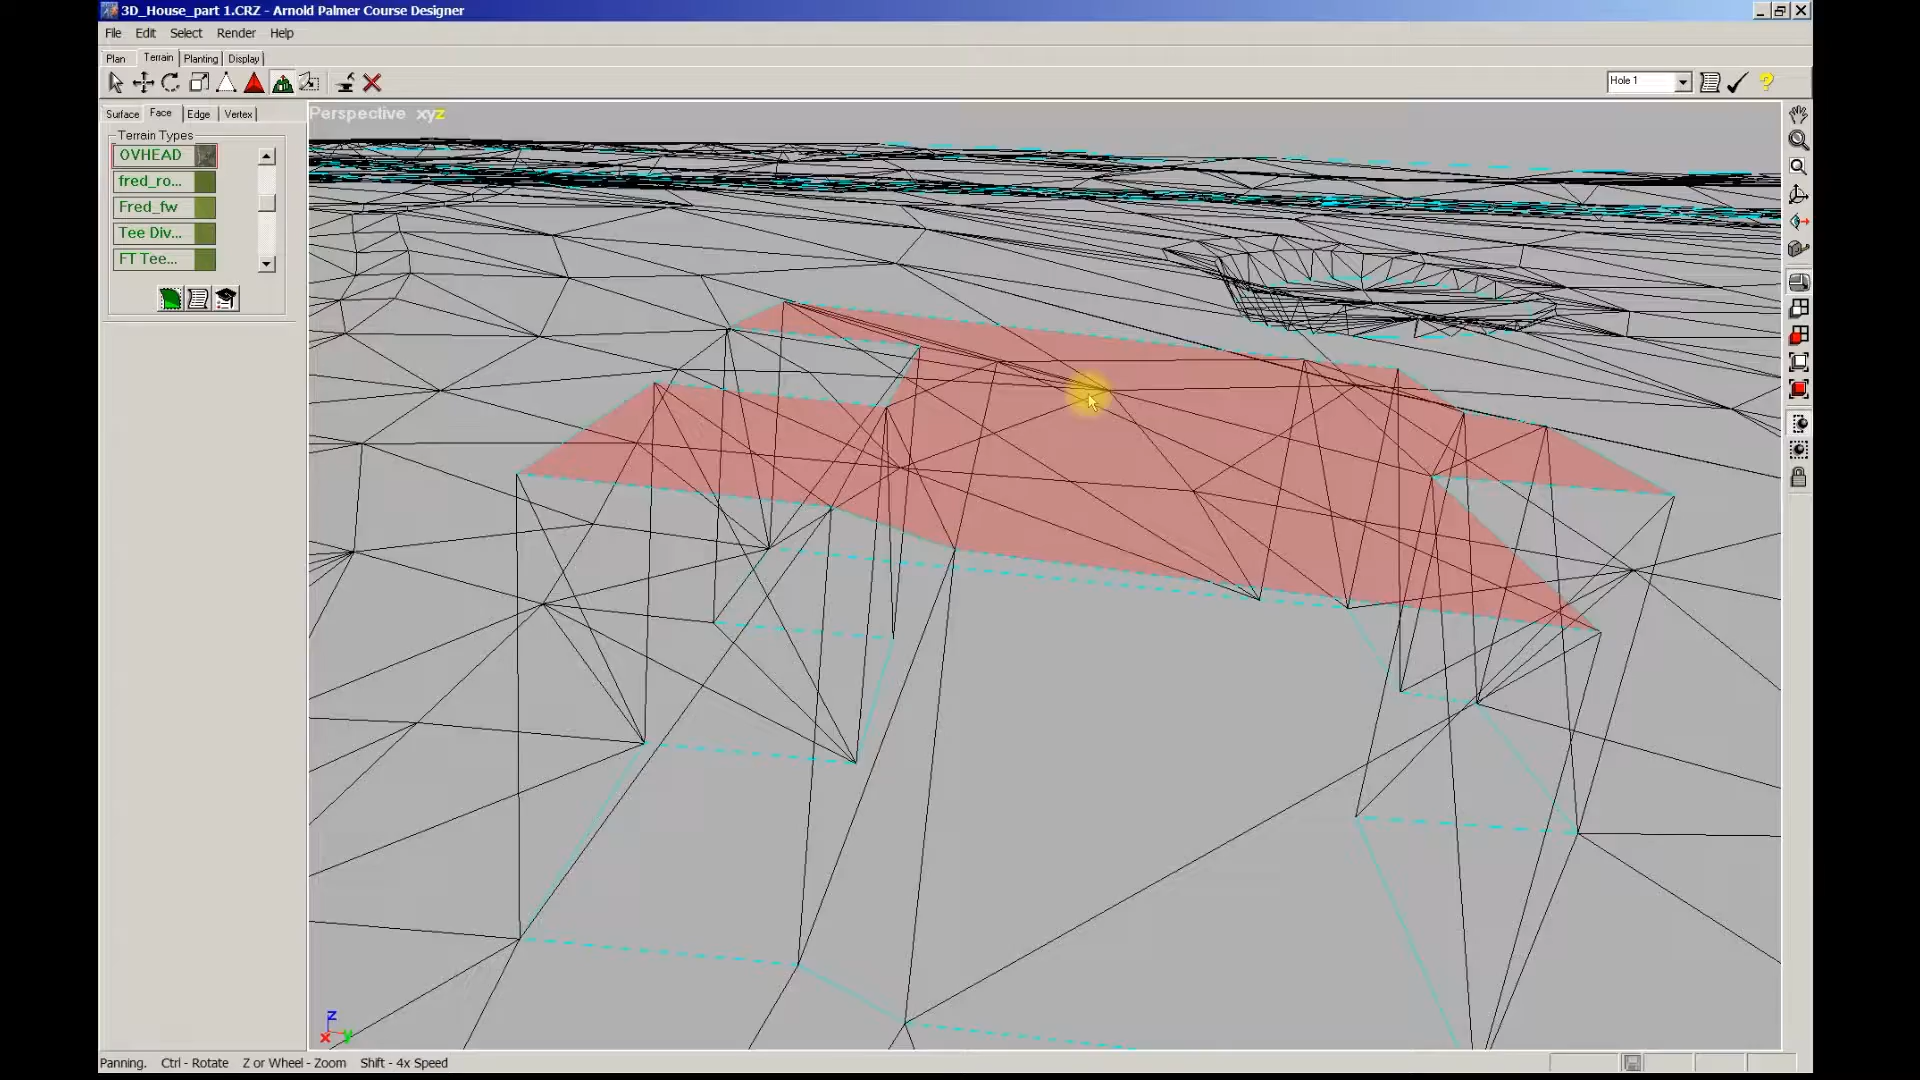 3D_House_part 1.CRZ - Arnold Palmer Course Designer
File Edit Select Render Help
Plan Terrain Planting Display
Hole 1
Surface Face Edge Vertex
Perspective xyz
Terrain Types
OVHEAD
fred_ro...
Fred_fw
Tee Div...
FT Tee...
z
x y
Panning. Ctrl - Rotate Z or Wheel - Zoom Shift - 4x Speed